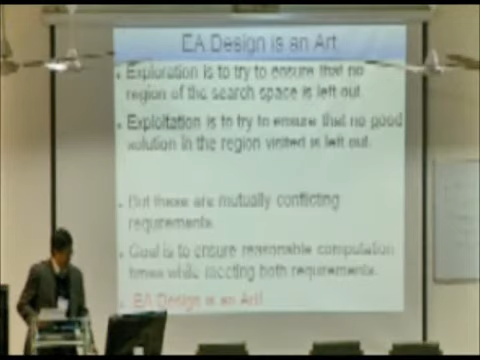 EA Design is an Art
• Exploration is to try to ensure that no
region of the search space is left out.
• Exploitation is to try to ensure that no good
solution in the region visited is left out.
• But these are mutually conflicting
requirements.
• Goal is to ensure reasonable computation
times while meeting both requirements.
• EA Design is an Art!